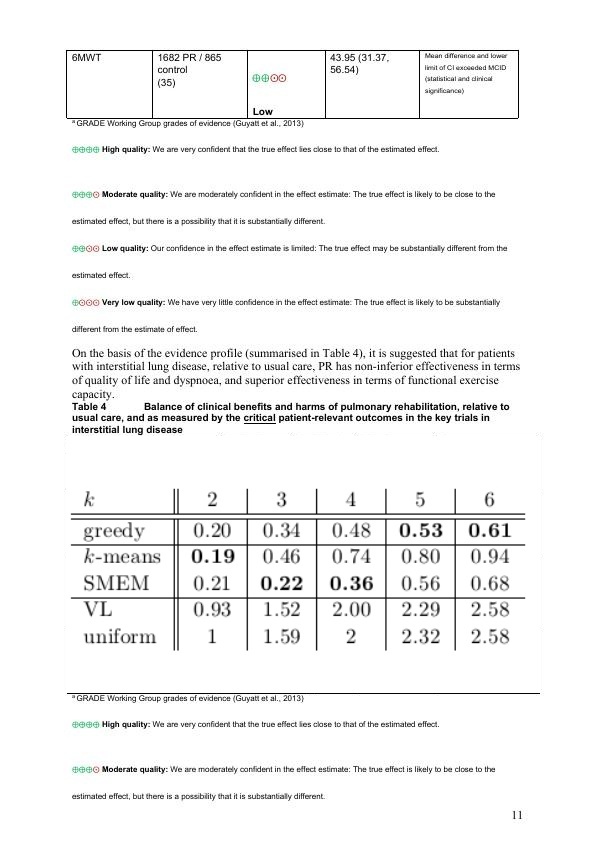 6MWT 1682 PR / 865 control (35) ⊕⊕⊙⊙ Low 43.95 (31.37, 56.54) Mean difference and lower limit of CI exceeded MCID (statistical and clinical significance)
ᵃ GRADE Working Group grades of evidence (Guyatt et al., 2013)
⊕⊕⊕⊕ High quality: We are very confident that the true effect lies close to that of the estimated effect.
⊕⊕⊕⊙ Moderate quality: We are moderately confident in the effect estimate: The true effect is likely to be close to the
estimated effect, but there is a possibility that it is substantially different.
⊕⊕⊙⊙ Low quality: Our confidence in the effect estimate is limited: The true effect may be substantially different from the
estimated effect.
⊕⊙⊙⊙ Very low quality: We have very little confidence in the effect estimate: The true effect is likely to be substantially
different from the estimate of effect.
On the basis of the evidence profile (summarised in Table 4), it is suggested that for patients
with interstitial lung disease, relative to usual care, PR has non-inferior effectiveness in terms
of quality of life and dyspnoea, and superior effectiveness in terms of functional exercise
capacity.
Table 4 Balance of clinical benefits and harms of pulmonary rehabilitation, relative to
usual care, and as measured by the critical patient-relevant outcomes in the key trials in
interstitial lung disease
k 2 3 4 5 6
greedy 0.20 0.34 0.48 0.53 0.61
k-means 0.19 0.46 0.74 0.80 0.94
SMEM 0.21 0.22 0.36 0.56 0.68
VL 0.93 1.52 2.00 2.29 2.58
uniform 1 1.59 2 2.32 2.58
ᵃ GRADE Working Group grades of evidence (Guyatt et al., 2013)
⊕⊕⊕⊕ High quality: We are very confident that the true effect lies close to that of the estimated effect.
⊕⊕⊕⊙ Moderate quality: We are moderately confident in the effect estimate: The true effect is likely to be close to the
estimated effect, but there is a possibility that it is substantially different.
11